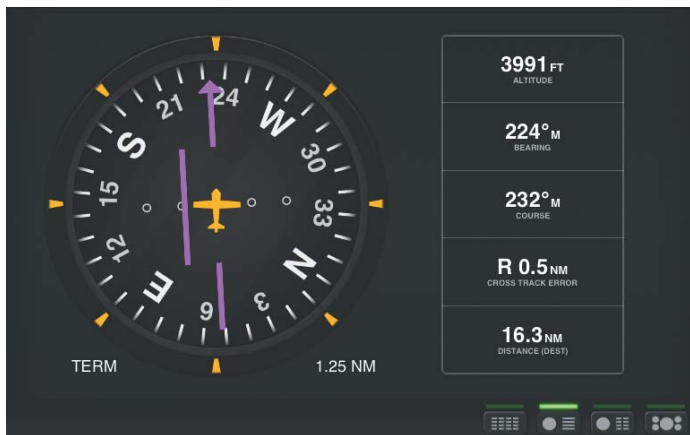 21
24
W
30
33
N
3
6
E
12
15
S
TERM
1.25 NM
3991 FT
ALTITUDE
224° M
BEARING
232° M
COURSE
R 0.5 NM
CROSS TRACK ERROR
16.3 NM
DISTANCE (DEST)